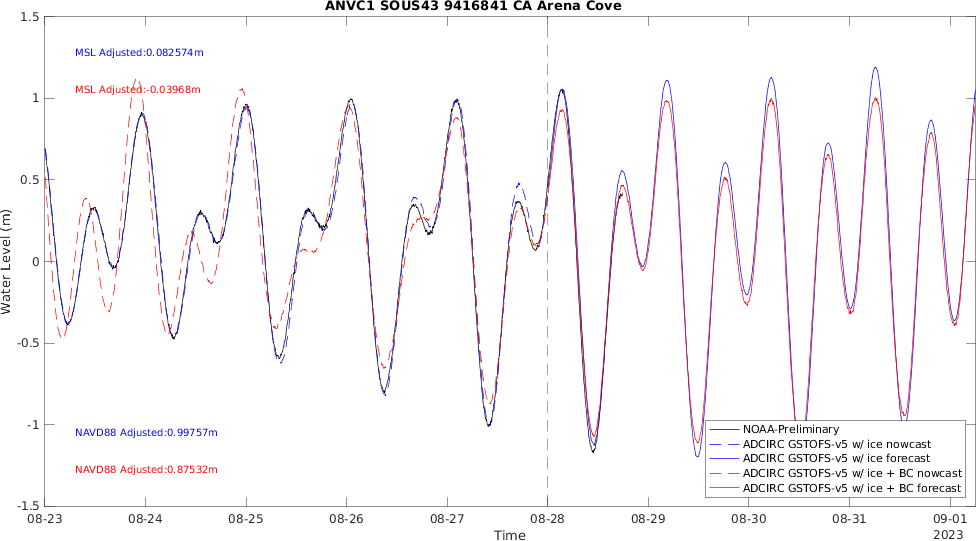 ANVC1 SOUS43 9416841 CA Arena Cove
1.5
1
0.5
0
-0.5
-1
-1.5
Water Level (m)
MSL Adjusted:0.082574m
MSL Adjusted:-0.03968m
NAVD88 Adjusted:0.99757m
NAVD88 Adjusted:0.87532m
NOAA-Preliminary
ADCIRC GSTOFS-v5 w/ ice nowcast
ADCIRC GSTOFS-v5 w/ ice forecast
ADCIRC GSTOFS-v5 w/ ice + BC nowcast
ADCIRC GSTOFS-v5 w/ ice + BC forecast
08-23 08-24 08-25 08-26 08-27 08-28 08-29 08-30 08-31 09-01
2023
Time